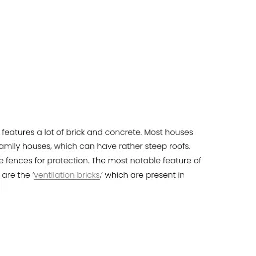 features a lot of brick and concrete. Most houses
amily houses, which can have rather steep roofs.
e fences for protection. The most notable feature of
are the ‘ventilation bricks,’ which are present in